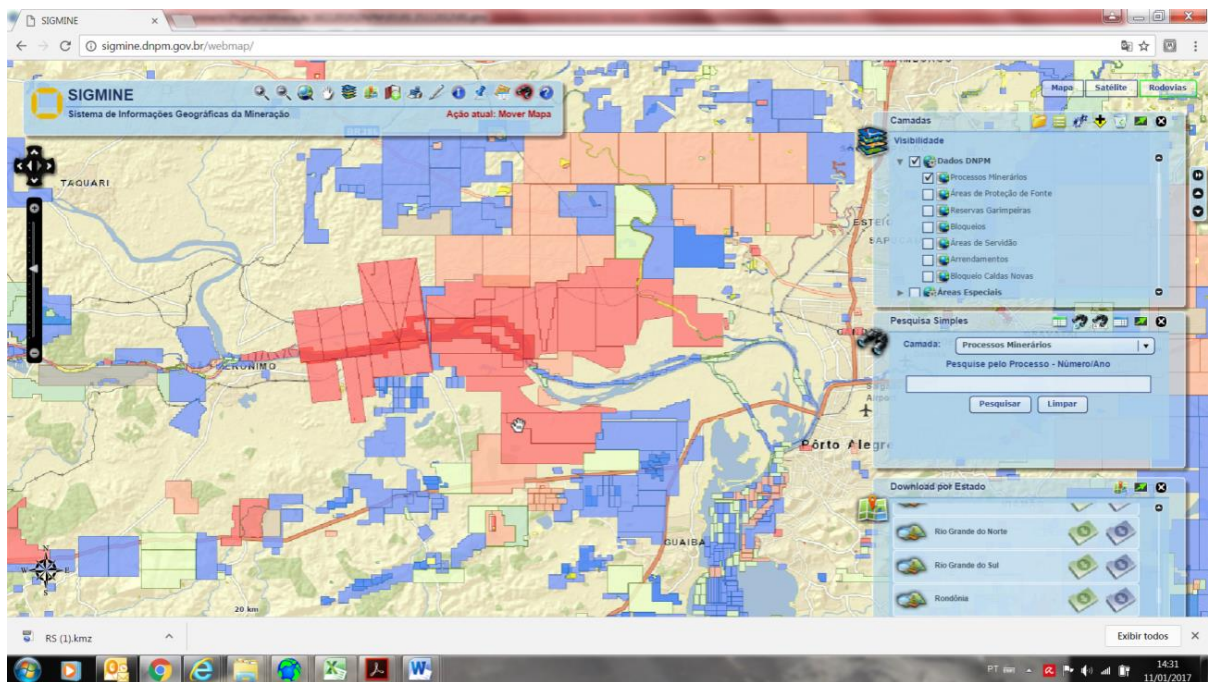 SIGMINE
sigmine.dnpm.gov.br/webmap/
SIGMINE
Sistema de Informações Geográficas da Mineração
Ação atual: Mover Mapa
Mapa
Satélite
Rodovias
Camadas
Visibilidade
Dados DNPM
Processos Minerários
Áreas de Proteção de Fonte
Reservas Garimpeiras
Bloqueios
Áreas de Servidão
Arrendamentos
Bloqueio Caldas Novas
Áreas Especiais
TAQUARI
Pesquisa Simples
Camada:
Processos Minerários
Pesquise pelo Processo - Número/Ano
Pesquisar
Limpar
Pôrto Alegre
Download por Estado
Rio Grande do Norte
Rio Grande do Sul
Rondônia
GUAIBA
N
W
E
S
20 km
RS (1).kmz
Exibir todos
PT
14:31
11/01/2017